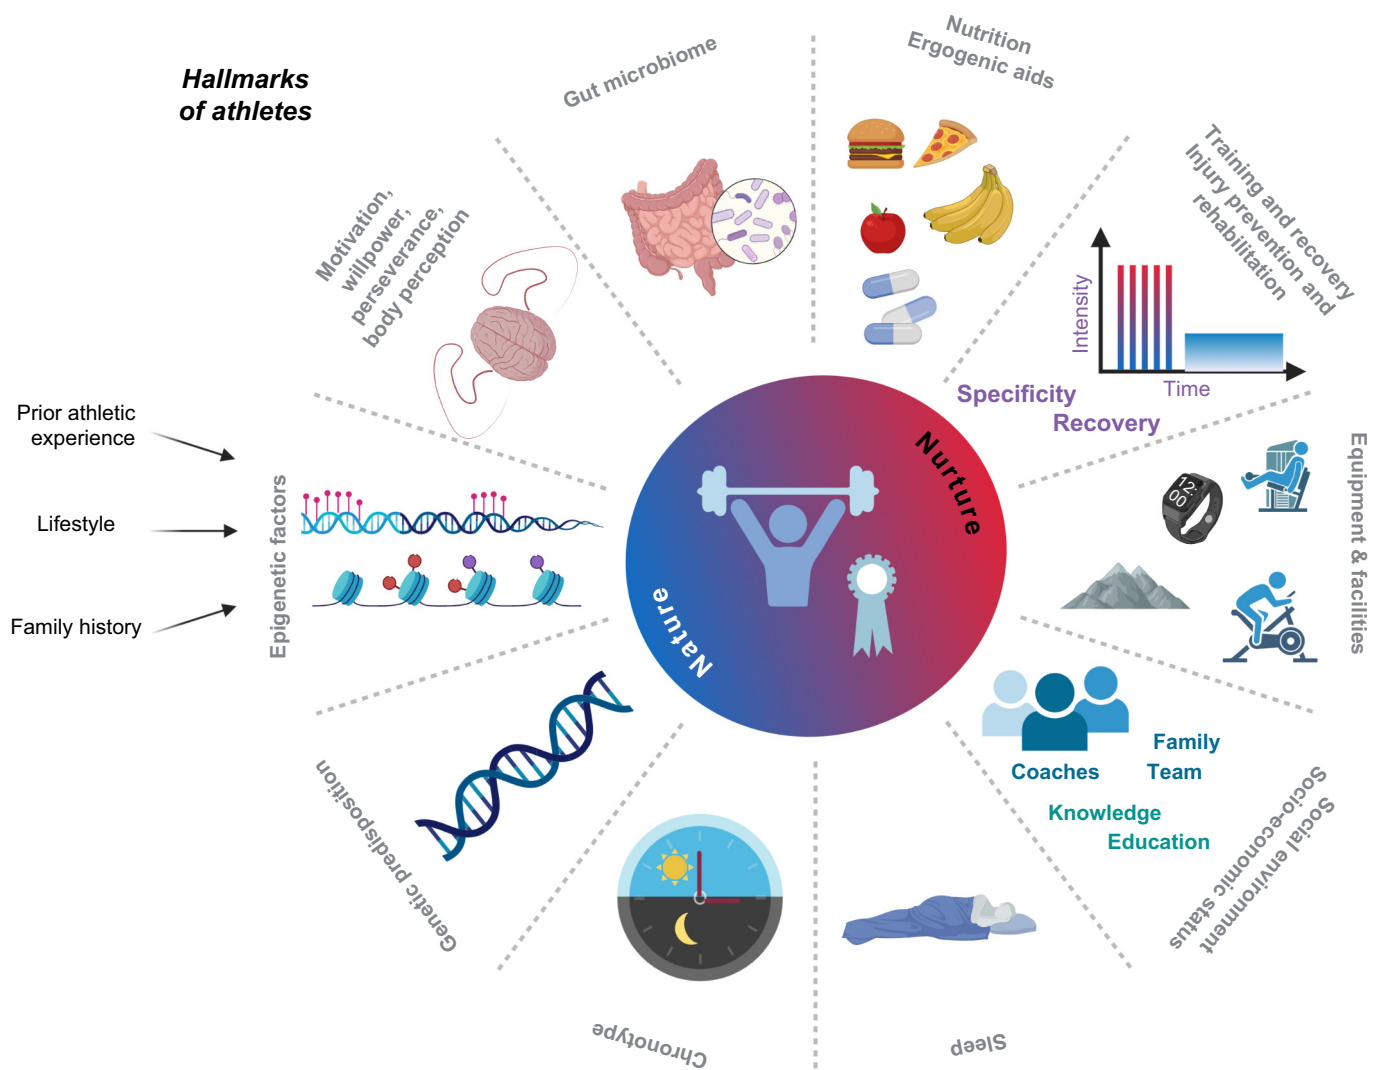 Hallmarks
of athletes
Gut microbiome
Nutrition
Ergogenic aids
Training and recovery
Injury prevention and
rehabilitation
Motivation,
willpower,
perseverance,
body perception
Intensity
Time
Specificity
Recovery
Prior athletic
experience
Lifestyle
Family history
Epigenetic factors
Nurture
Nature
12:
00
Equipment & facilities
Family
Coaches
Team
Knowledge
Education
Social environment
Socio-economic status
Genetic predisposition
Chronotype
Sleep